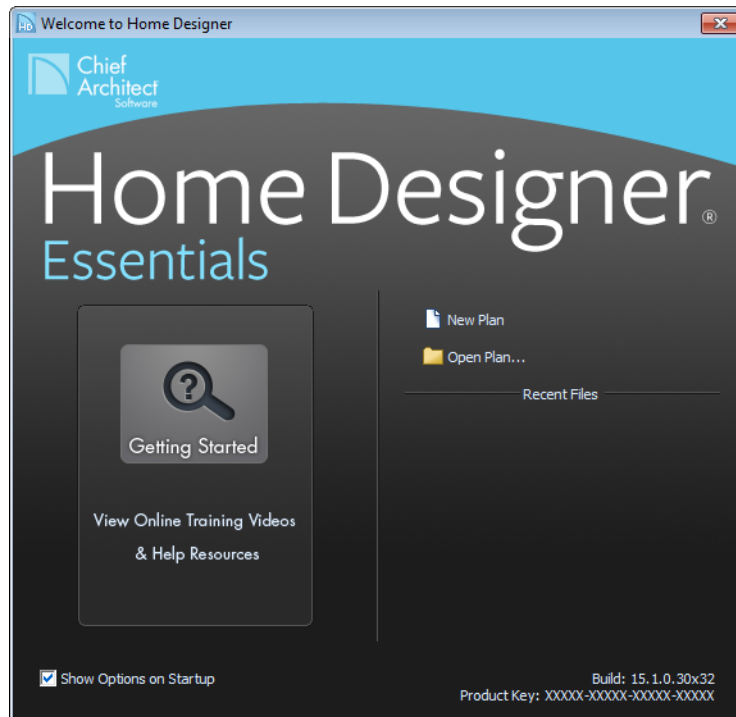 HD Welcome to Home Designer
Chief
Architect
Software
Home Designer®
Essentials
?
Getting Started
View Online Training Videos
& Help Resources
New Plan
Open Plan...
Recent Files
Show Options on Startup
Build: 15.1.0.30x32
Product Key: XXXXX-XXXXX-XXXXX-XXXXX